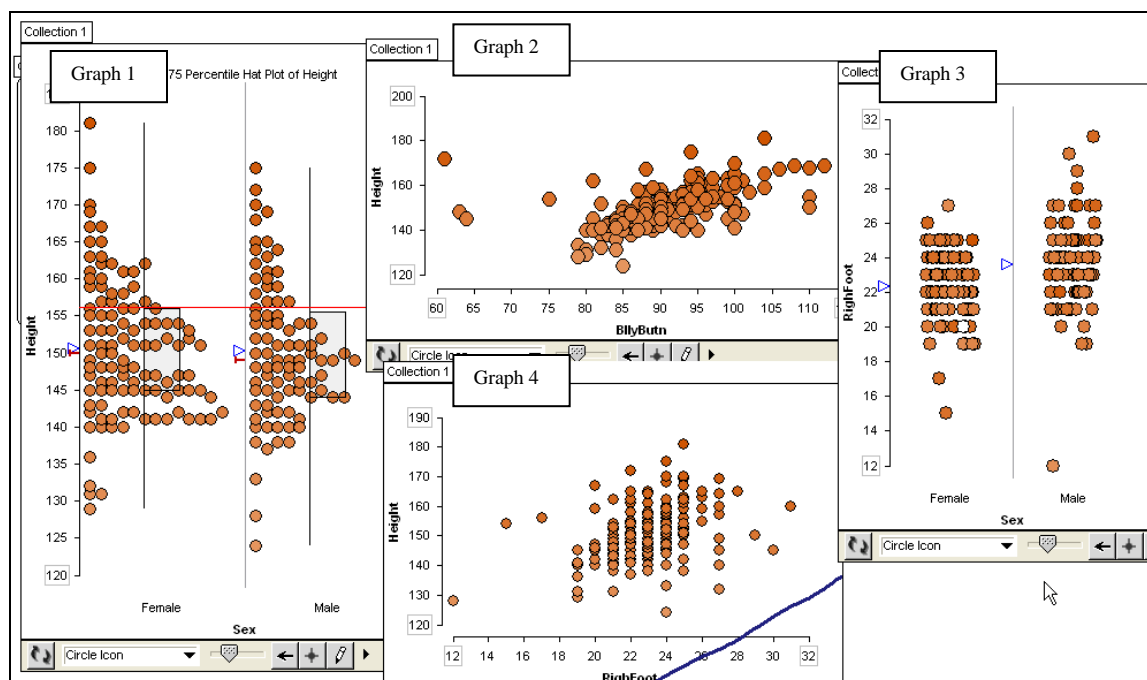 Collection 1
Graph 1
75 Percentile Hat Plot of Height
180
175
170
165
160
155
150
145
140
135
130
125
120
Height
Female
Male
Sex
Circle Icon
Collection 1
Graph 2
200
180
160
140
120
Height
60
65
70
75
80
85
90
95
100
105
110
BllyButn
Circle Icon
Graph 3
32
30
28
26
24
22
20
18
16
14
12
RighFoot
Female
Male
Sex
Circle Icon
Collection 1
Graph 4
190
180
170
160
150
140
130
120
Height
12
14
16
18
20
22
24
26
28
30
32
RighFoot